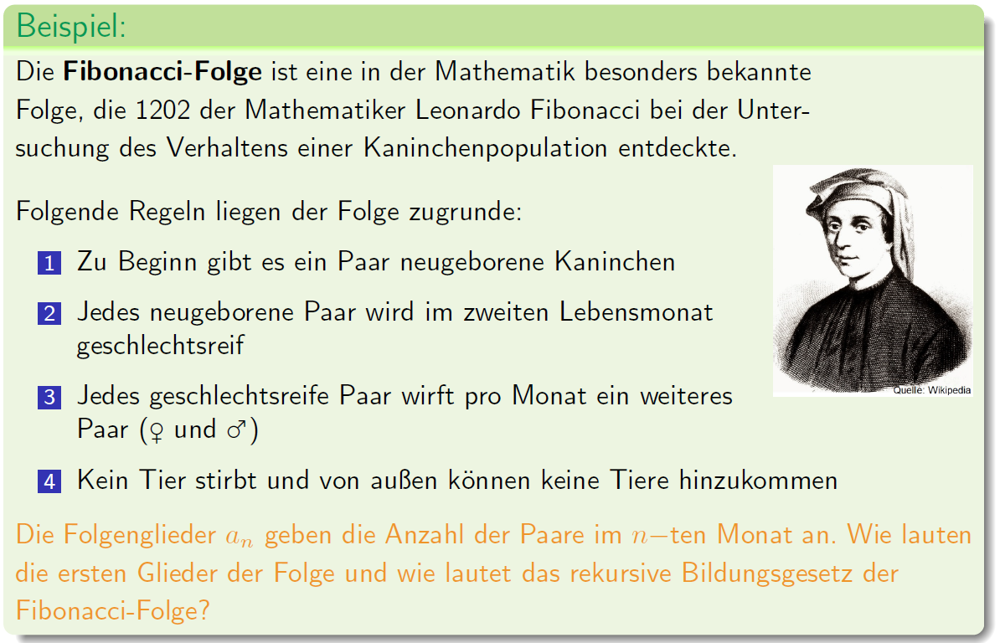 Beispiel:
Die Fibonacci-Folge ist eine in der Mathematik besonders bekannte
Folge, die 1202 der Mathematiker Leonardo Fibonacci bei der Unter-
suchung des Verhaltens einer Kaninchenpopulation entdeckte.
Folgende Regeln liegen der Folge zugrunde:
1 Zu Beginn gibt es ein Paar neugeborene Kaninchen
2 Jedes neugeborene Paar wird im zweiten Lebensmonat
geschlechtsreif
3 Jedes geschlechtsreife Paar wirft pro Monat ein weiteres
Paar (♀ und ♂)
Quelle: Wikipedia
4 Kein Tier stirbt und von außen können keine Tiere hinzukommen
Die Folgenglieder aₙ geben die Anzahl der Paare im n−ten Monat an. Wie lauten
die ersten Glieder der Folge und wie lautet das rekursive Bildungsgesetz der
Fibonacci-Folge?